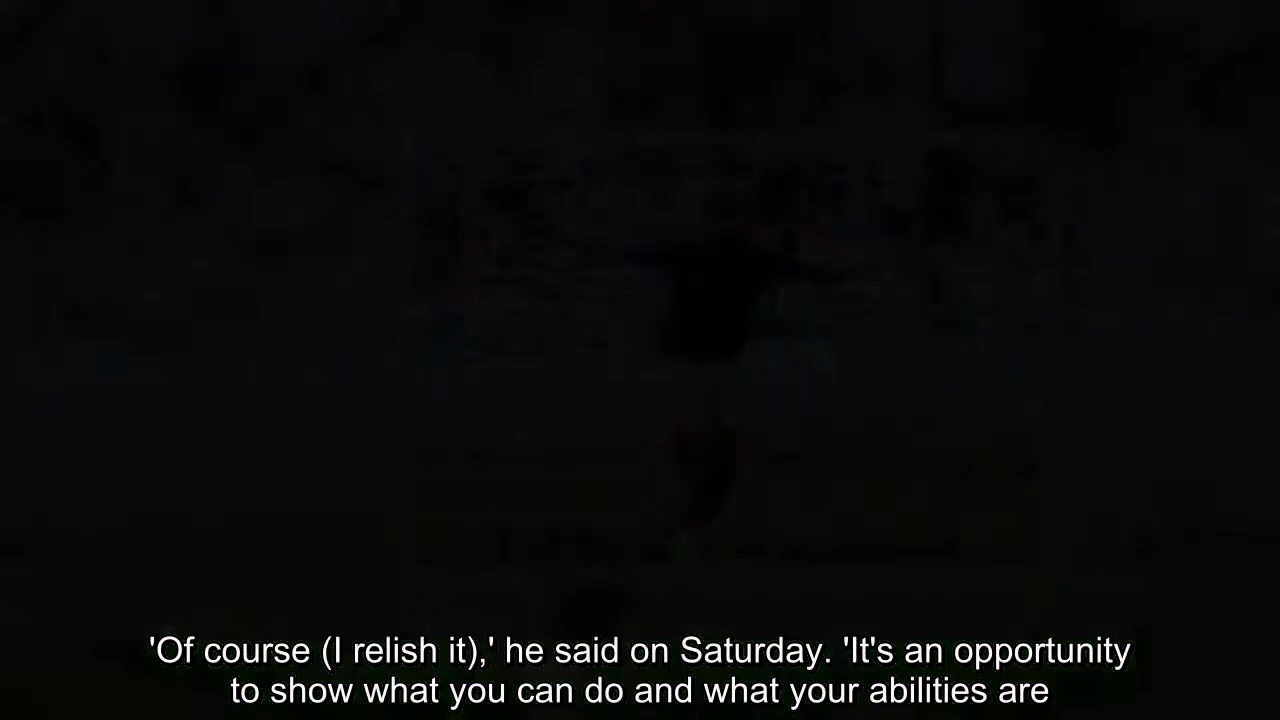 'Of course (I relish it),' he said on Saturday. 'It's an opportunity
to show what you can do and what your abilities are